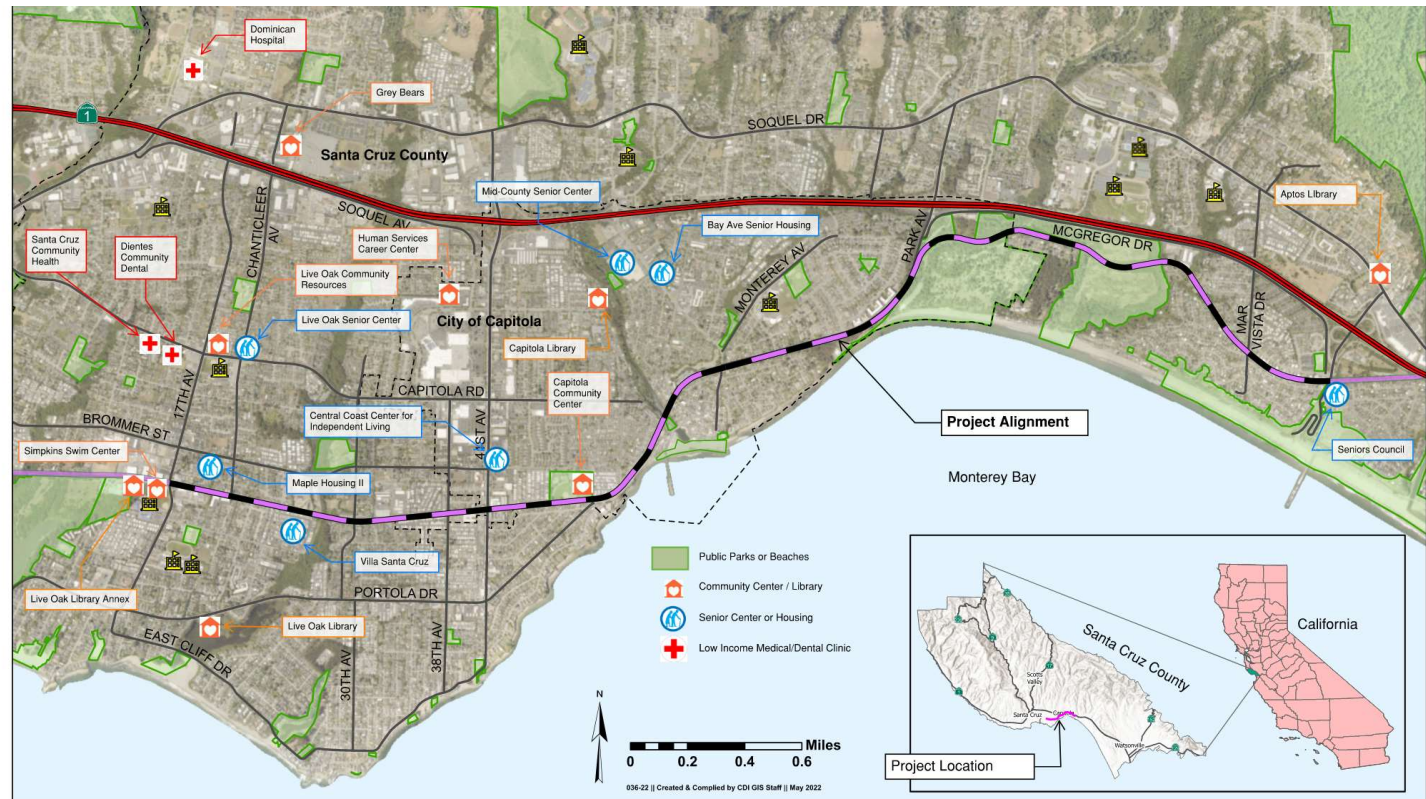 Dominican
Hospital
Grey Bears
1
SOQUEL DR
Santa Cruz County
CHANTICLEER
AV
SOQUEL AV
Mid-County Senior Center
Bay Ave Senior Housing
Aptos LIbrary
Santa Cruz
Community
Health
Dientes
Community
Dental
Human Services
Career Center
Live Oak Community
Resources
Live Oak Senior Center
City of Capitola
Capitola Library
MONTEREY AV
PARK AV
MCGREGOR DR
MAR
VISTA DR
17TH AV
CAPITOLA RD
Capitola
Community
Center
BROMMER ST
Central Coast Center for
Independent Living
41ST AV
Project Alignment
Simpkins Swim Center
Maple Housing II
Monterey Bay
Seniors Council
Villa Santa Cruz
Live Oak Library Annex
PORTOLA DR
Live Oak Library
EAST CLIFF DR
30TH AV
38TH AV
Public Parks or Beaches
Community Center / Library
Senior Center or Housing
Low Income Medical/Dental Clinic
N
Miles
0 0.2 0.4 0.6
036-22 || Created & Complied by CDI GIS Staff || May 2022
Santa Cruz County
California
Scotts
Valley
Santa Cruz
Capitola
Watsonville
Project Location